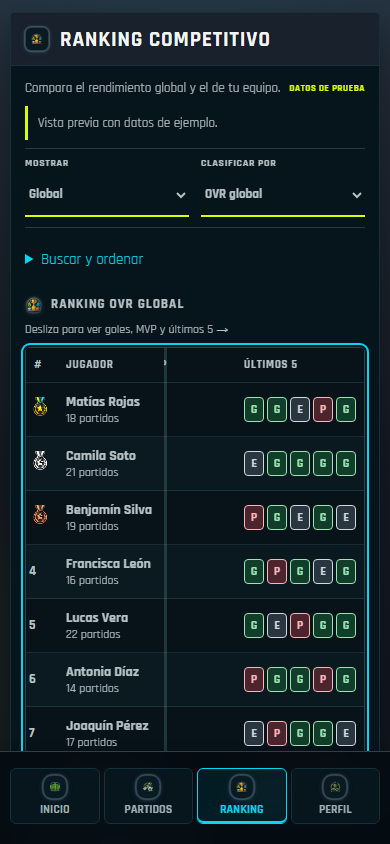 RANKING COMPETITIVO
Compara el rendimiento global y el de tu equipo. DATOS DE PRUEBA
Vista previa con datos de ejemplo.
MOSTRAR CLASIFICAR POR
Global OVR global
Buscar y ordenar
RANKING OVR GLOBAL
Desliza para ver goles, MVP y últimos 5 →
# JUGADOR ÚLTIMOS 5
Matías Rojas
18 partidos
G G E P G
Camila Soto
21 partidos
E G G G G
Benjamín Silva
19 partidos
P G E G E
4 Francisca León
16 partidos
G P G E G
5 Lucas Vera
22 partidos
G E P G G
6 Antonia Díaz
14 partidos
P G G P G
7 Joaquín Pérez
17 partidos
E P G G E
INICIO PARTIDOS RANKING PERFIL